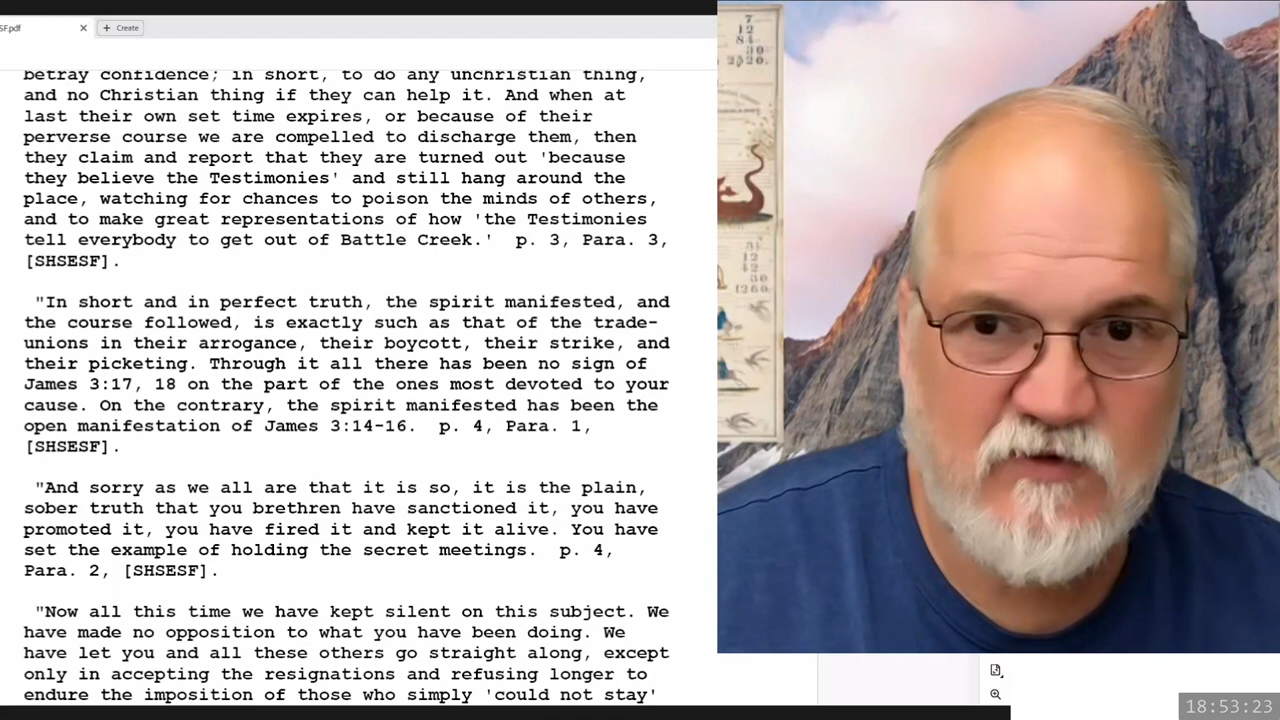 SF.pdf
+ Create
betray confidence; in short, to do any unchristian thing,
and no Christian thing if they can help it. And when at
last their own set time expires, or because of their
perverse course we are compelled to discharge them, then
they claim and report that they are turned out 'because
they believe the Testimonies' and still hang around the
place, watching for chances to poison the minds of others,
and to make great representations of how 'the Testimonies
tell everybody to get out of Battle Creek.'  p. 3, Para. 3,
[SHSESF].
"In short and in perfect truth, the spirit manifested, and
the course followed, is exactly such as that of the trade-
unions in their arrogance, their boycott, their strike, and
their picketing. Through it all there has been no sign of
James 3:17, 18 on the part of the ones most devoted to your
cause. On the contrary, the spirit manifested has been the
open manifestation of James 3:14-16.  p. 4, Para. 1,
[SHSESF].
"And sorry as we all are that it is so, it is the plain,
sober truth that you brethren have sanctioned it, you have
promoted it, you have fired it and kept it alive. You have
set the example of holding the secret meetings.  p. 4,
Para. 2, [SHSESF].
"Now all this time we have kept silent on this subject. We
have made no opposition to what you have been doing. We
have let you and all these others go straight along, except
only in accepting the resignations and refusing longer to
endure the imposition of those who simply 'could not stay'
7
12
84
30
2520.
3½
12
42
30
1260.
18:53:23